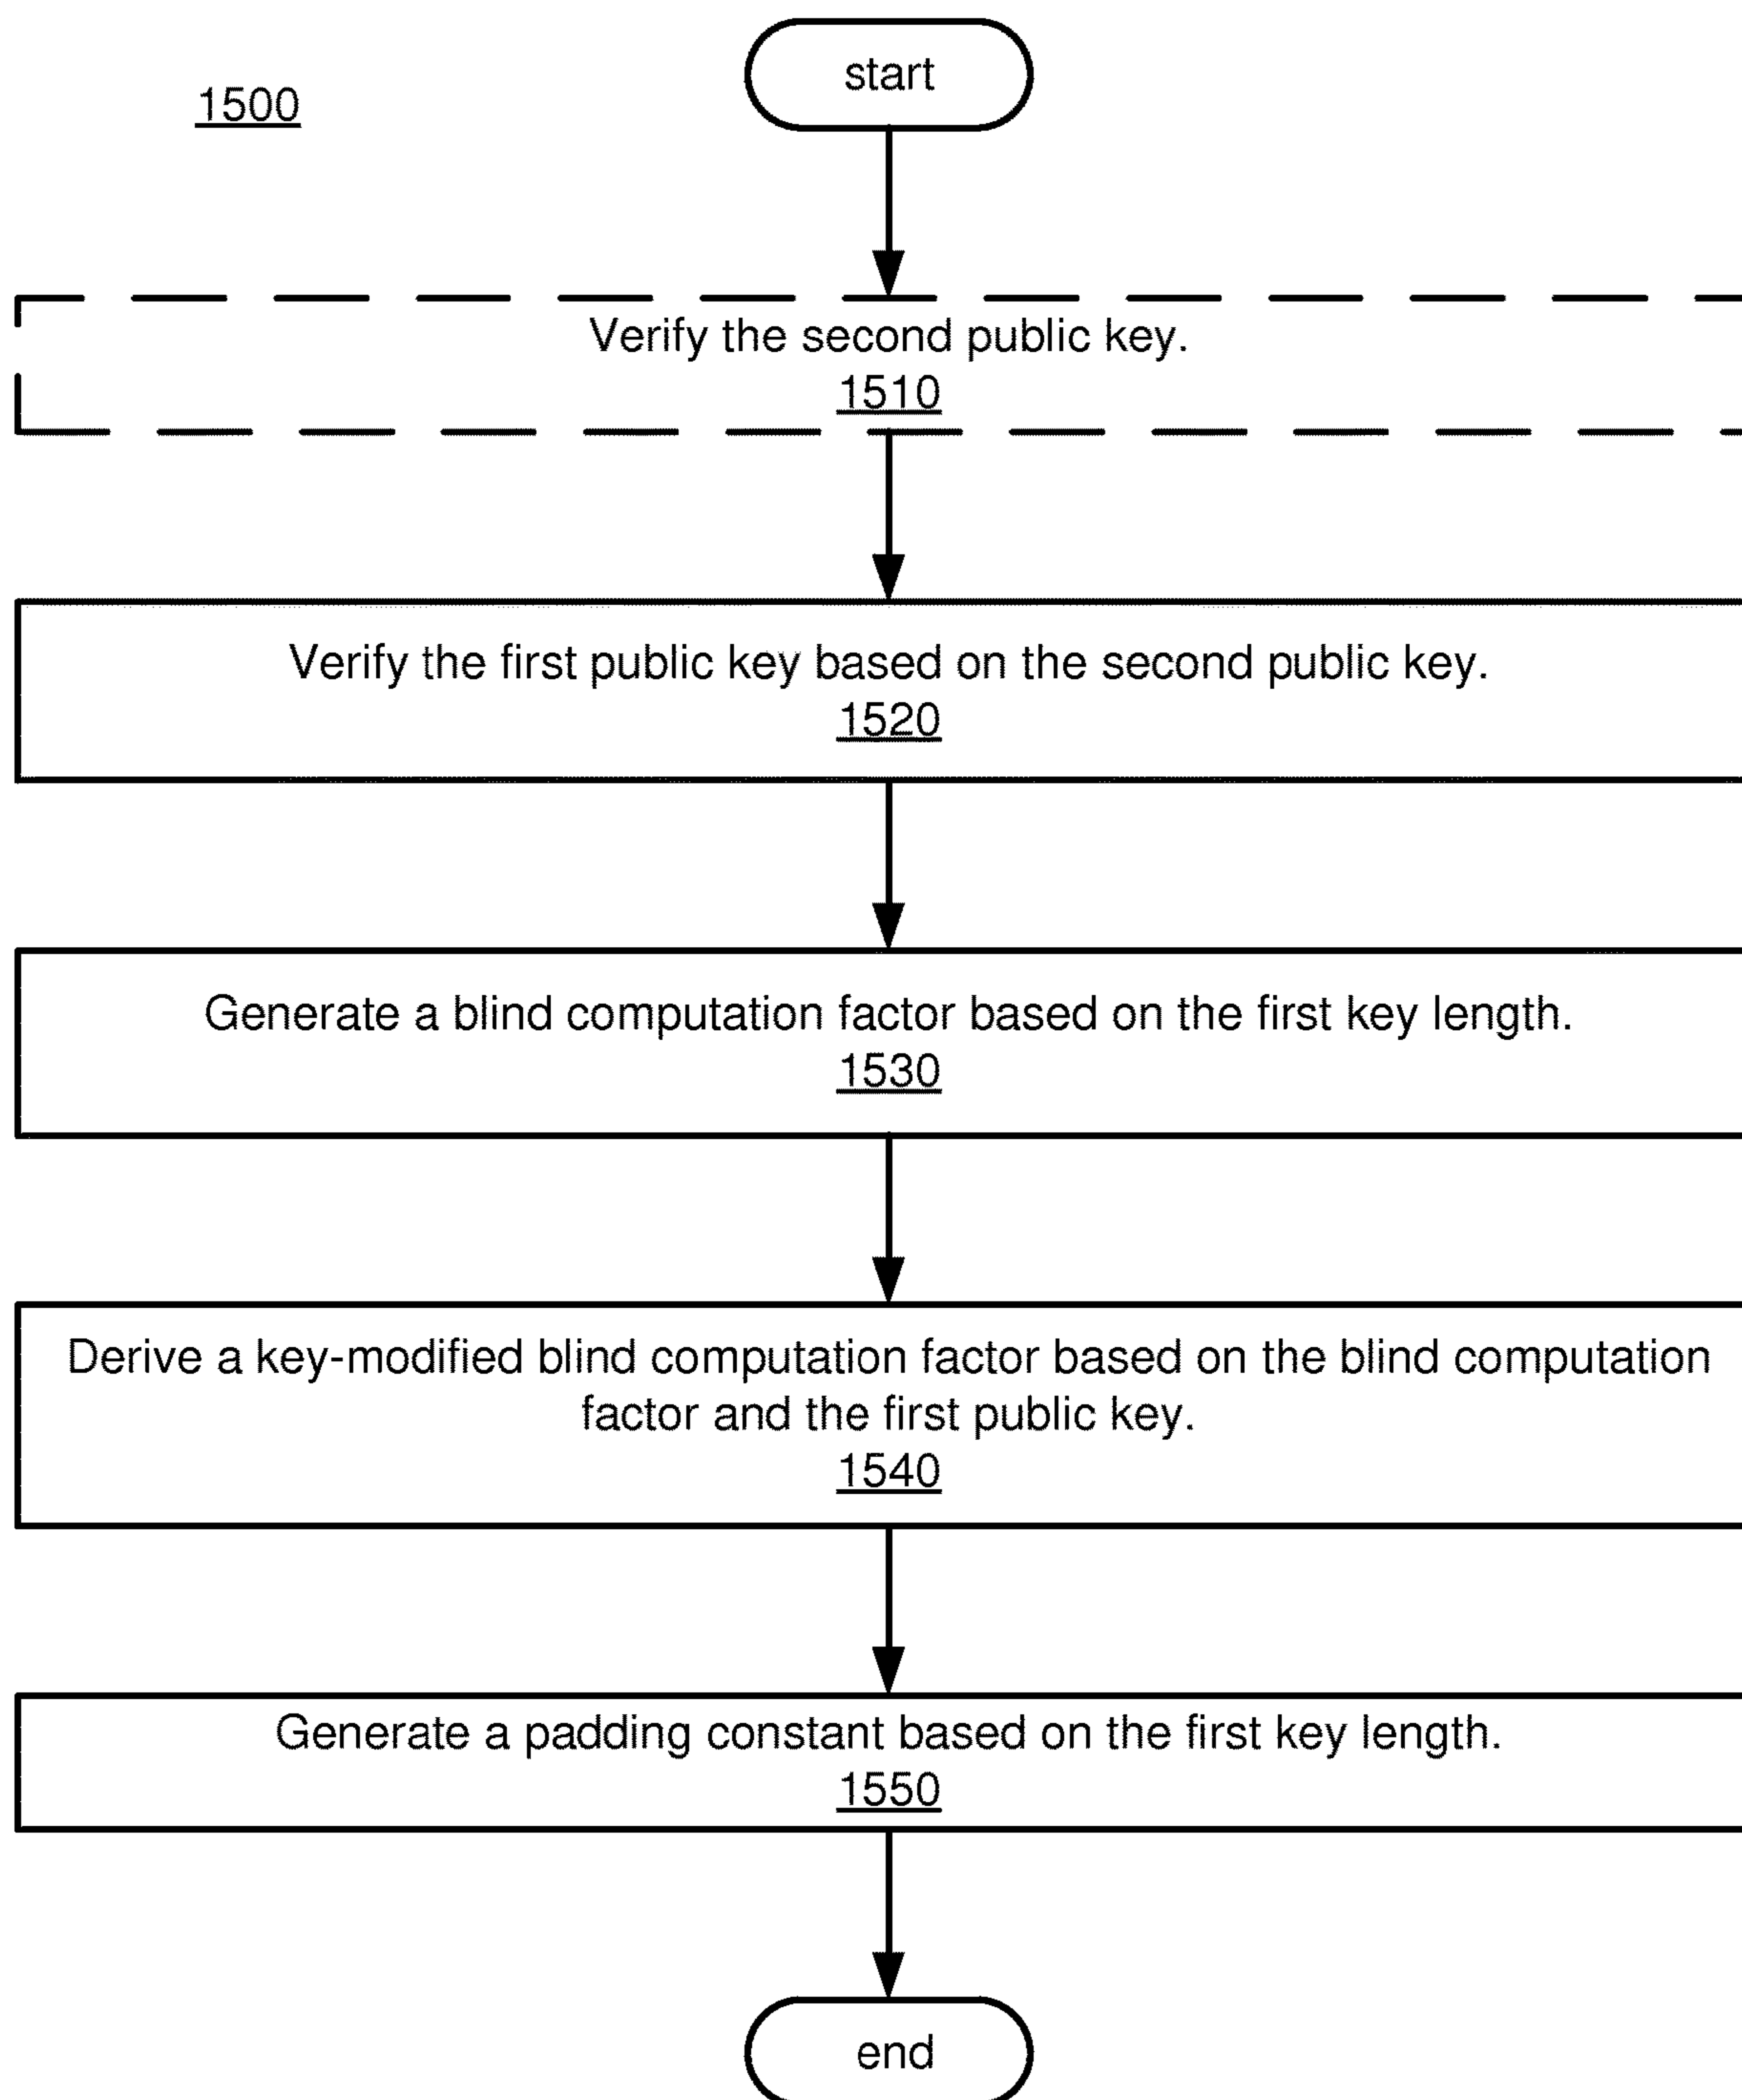 start
1500
Verify the second public key.
1510
Verify the first public key based on the second public key.
1520
Generate a blind computation factor based on the first key length.
1530
Derive a key-modified blind computation factor based on the blind computation
factor and the first public key.
1540
Generate a padding constant based on the first key length.
1550
end